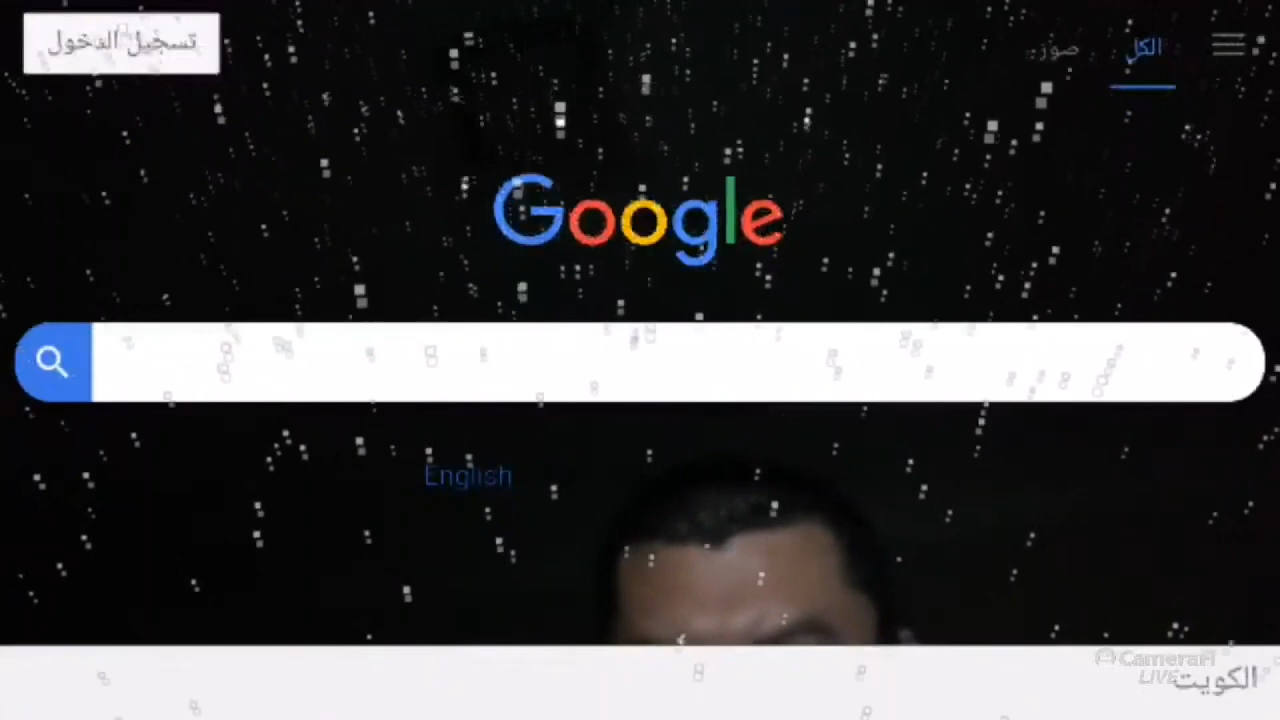 الكل صور
تسجيل الدخول
Google
English
CameraFi
LIVE
الكويت